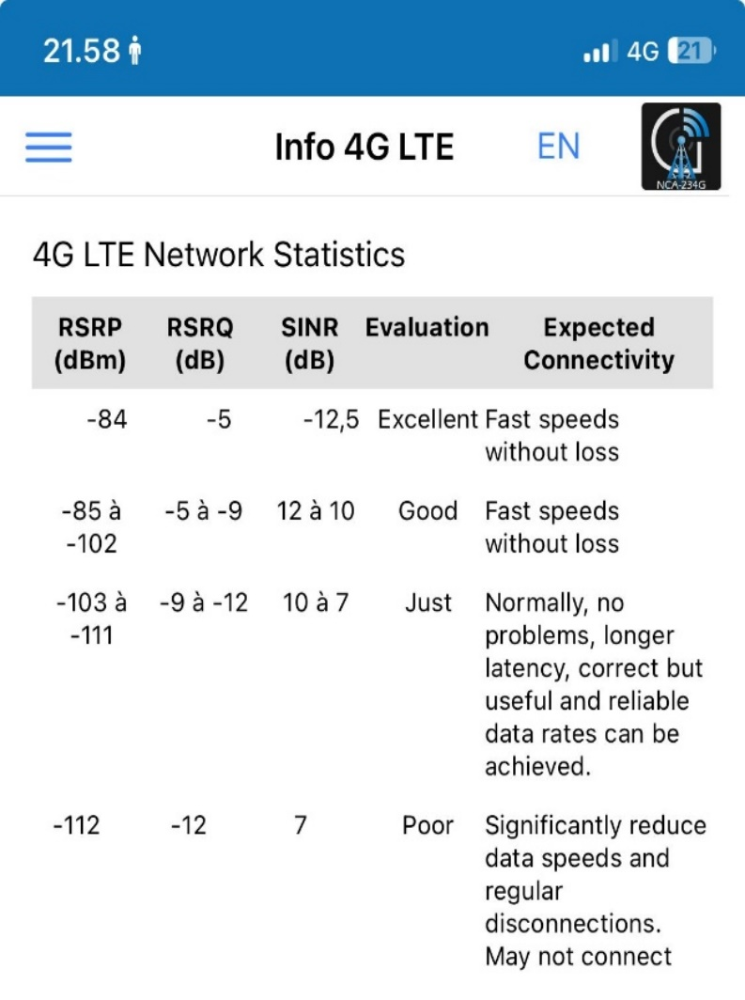 21.58 4G 21
Info 4G LTE EN
NCA-234G
4G LTE Network Statistics
RSRP (dBm) RSRQ (dB) SINR (dB) Evaluation Expected Connectivity
-84 -5 -12,5 Excellent Fast speeds
without loss
-85 à -5 à -9 12 à 10 Good Fast speeds
-102 without loss
-103 à -9 à -12 10 à 7 Just Normally, no
-111 problems, longer
latency, correct but
useful and reliable
data rates can be
achieved.
-112 -12 7 Poor Significantly reduce
data speeds and
regular
disconnections.
May not connect